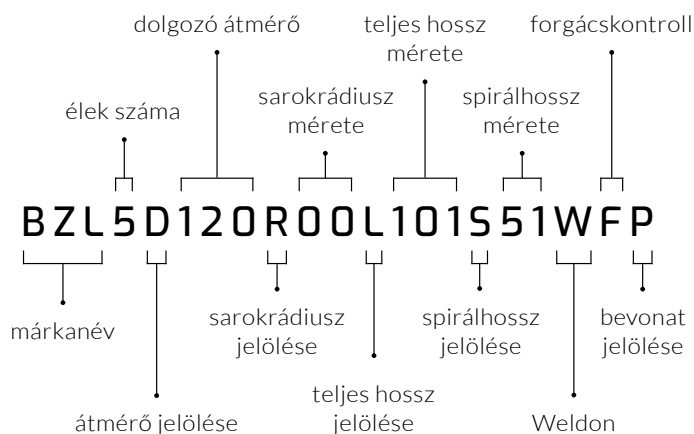 dolgozó átmérő
teljes hossz
mérete
forgácskontroll
élek száma
sarokrádiusz
mérete
spirálhossz
mérete
BZL5D120R00L101S51WFP
márkanév
sarokrádiusz
jelölése
spirálhossz
jelölése
bevonat
jelölése
átmérő jelölése
teljes hossz
jelölése
Weldon